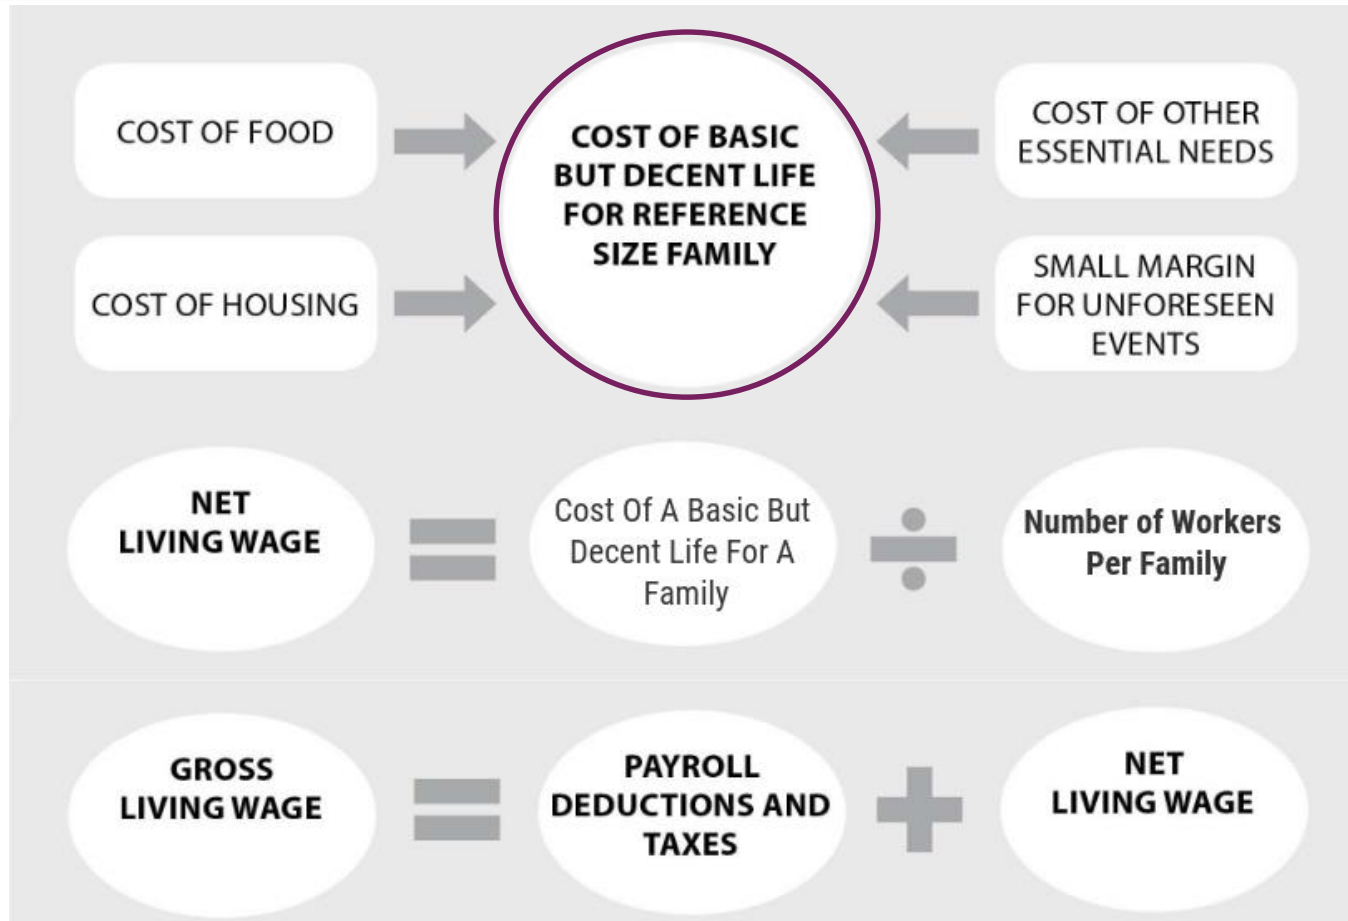 COST OF FOOD
COST OF HOUSING
COST OF BASIC
BUT DECENT LIFE
FOR REFERENCE
SIZE FAMILY
COST OF OTHER
ESSENTIAL NEEDS
SMALL MARGIN
FOR UNFORESEEN
EVENTS
NET
LIVING WAGE
Cost Of A Basic But
Decent Life For A
Family
Number of Workers
Per Family
GROSS
LIVING WAGE
PAYROLL
DEDUCTIONS AND
TAXES
NET
LIVING WAGE